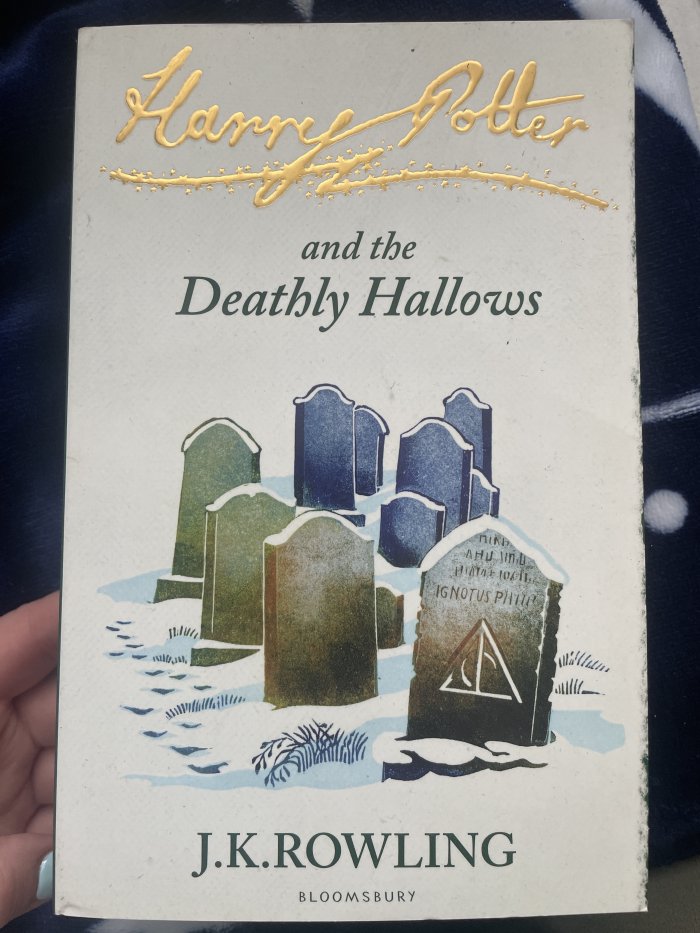 Harry Potter
and the
Deathly Hallows
IGNOTUS
J.K.ROWLING
BLOOMSBURY